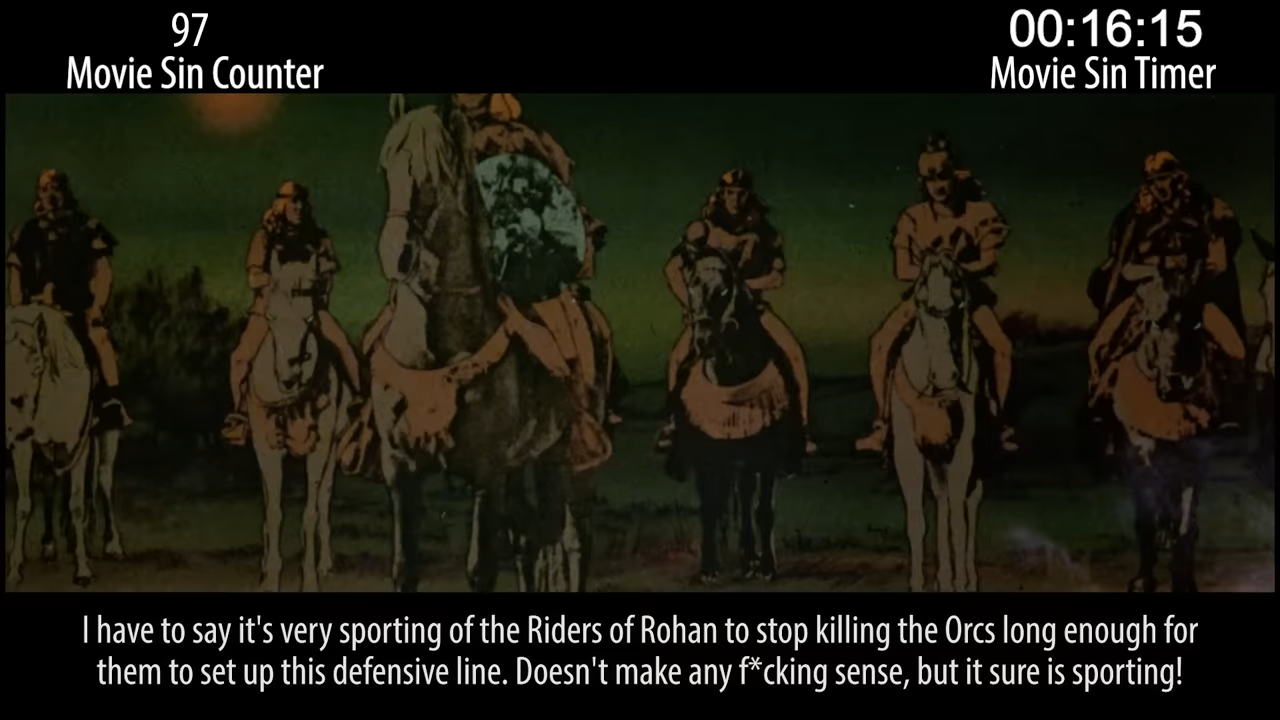 97
Movie Sin Counter
00:16:15
Movie Sin Timer
I have to say it's very sporting of the Riders of Rohan to stop killing the Orcs long enough for
them to set up this defensive line. Doesn't make any f*cking sense, but it sure is sporting!